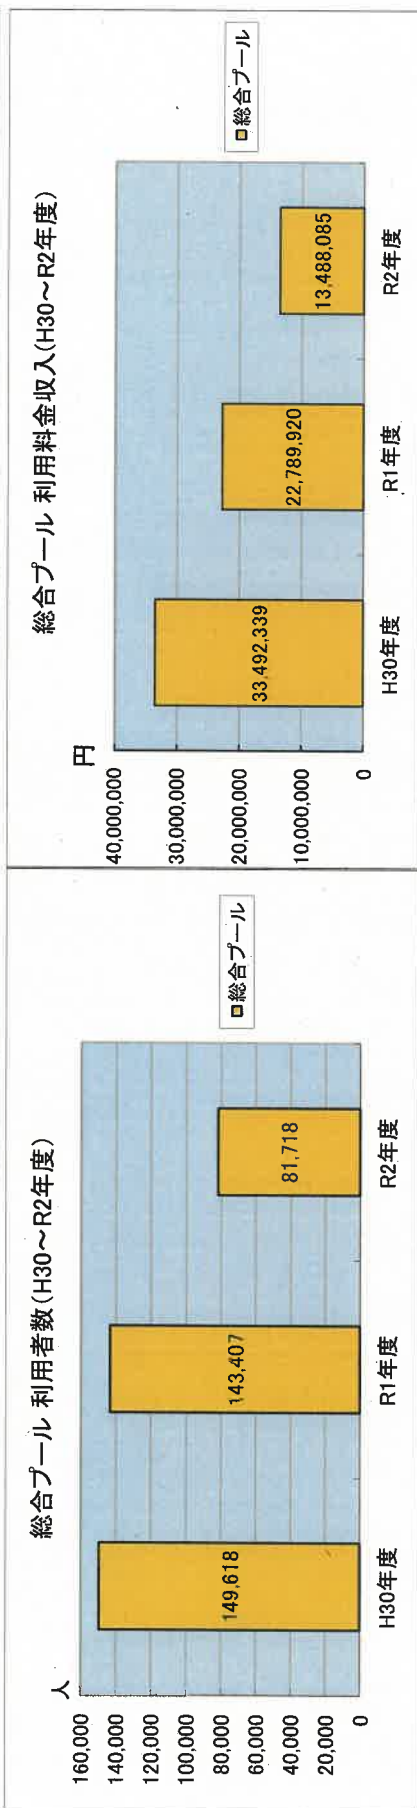 総合プール 利用者数(H30～R2年度)
人
160,000
140,000
120,000
100,000
80,000
60,000
40,000
20,000
0
149,618
143,407
81,718
H30年度
R1年度
R2年度
総合プール
総合プール 利用料金収入(H30～R2年度)
円
40,000,000
30,000,000
20,000,000
10,000,000
0
33,492,339
22,789,920
13,488,085
H30年度
R1年度
R2年度
総合プール